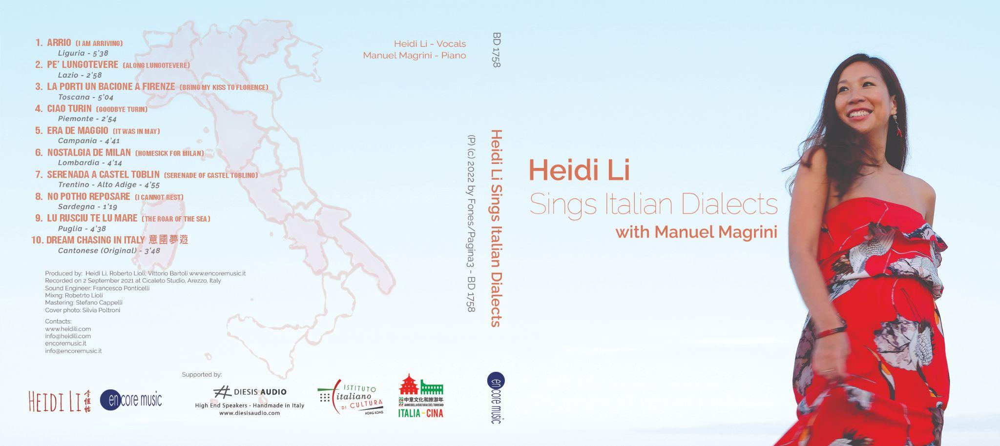 1. ARRIO (I AM ARRIVING)
Liguria - 5'38
2. PE' LUNGOTEVERE (ALONG LUNGOTEVERE)
Lazio - 2'58
3. LA PORTI UN BACIONE A FIRENZE (BRING MY KISS TO FLORENCE)
Toscana - 5'04
4. CIAO TURIN (GOODBYE TURIN)
Piemonte - 2'54
5. ERA DE MAGGIO (IT WAS IN MAY)
Campania - 4'41
6. NOSTALGIA DE MILAN (HOMESICK FOR MILAN)
Lombardia - 4'14
7. SERENADA A CASTEL TOBLIN (SERENADE OF CASTEL TOBLINO)
Trentino - Alto Adige - 4'55
8. NO POTHO REPOSARE (I CANNOT REST)
Sardegna - 1'19
9. LU RUSCIU TE LU MARE (THE ROAR OF THE SEA)
Puglia - 4'38
10. DREAM CHASING IN ITALY 意國夢遊
Cantonese (Original) - 3'48
Produced by: Heidi Li, Roberto Lioli, Vittorio Bartoli www.encoremusic.it
Recorded on 2 September 2021 at Cicaleto Studio, Arezzo, Italy
Sound Engineer: Francesco Ponticelli
Mixng: Robetrto Lioli
Mastering: Stefano Cappelli
Cover photo: Silvia Poltroni
Contacts:
www.heidili.com
info@heidili.com
encoremusic.it
info@encoremusic.it
HEIDI LI 李愷怡
encore music
Supported by:
DIESIS AUDIO
High End Speakers - Handmade in Italy
www.diesisaudio.com
ISTITUTO
italiano
DI CULTURA
HONG KONG
2022 中意文化和旅游年
ANNO DELLA CULTURA E DEL TURISMO
ITALIA-CINA
Heidi Li - Vocals
Manuel Magrini - Piano
(P) (c) 2022 by Fones/Pagina3 - BD 1758
BD 1758
Heidi Li Sings Italian Dialects
encore music
Heidi Li
Sings Italian Dialects
with Manuel Magrini